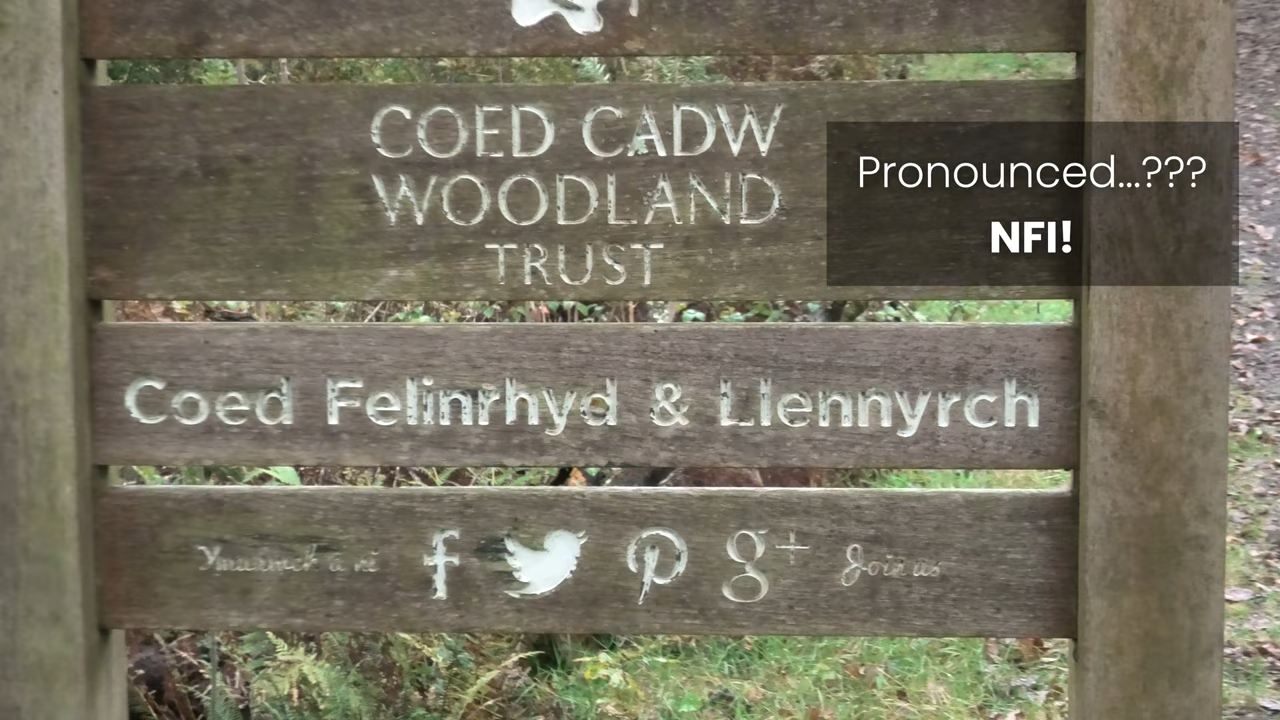 COED CADW
WOODLAND
TRUST
Pronounced...???
NFI!
Coed Felinrhyd & Llennyrch
Ymunwch â ni f g+ Join us